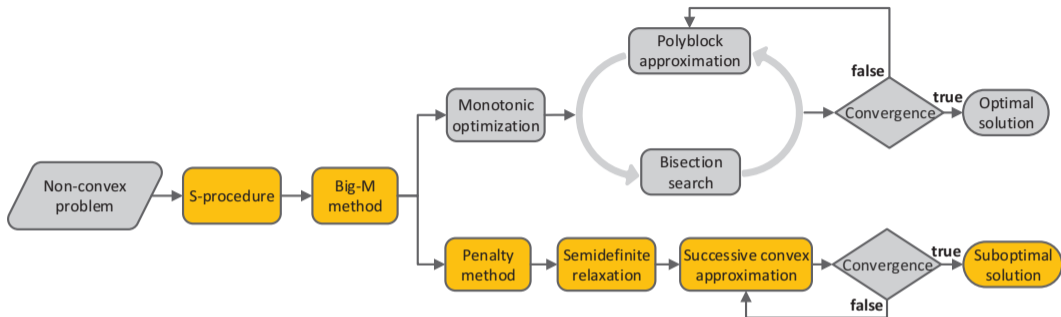 Non-convex
problem
S-procedure
Big-M
method
Monotonic
optimization
Polyblock
approximation
Bisection
search
false
Convergence
true
Optimal
solution
Penalty
method
Semidefinite
relaxation
Successive convex
approximation
Convergence
true
false
Suboptimal
solution